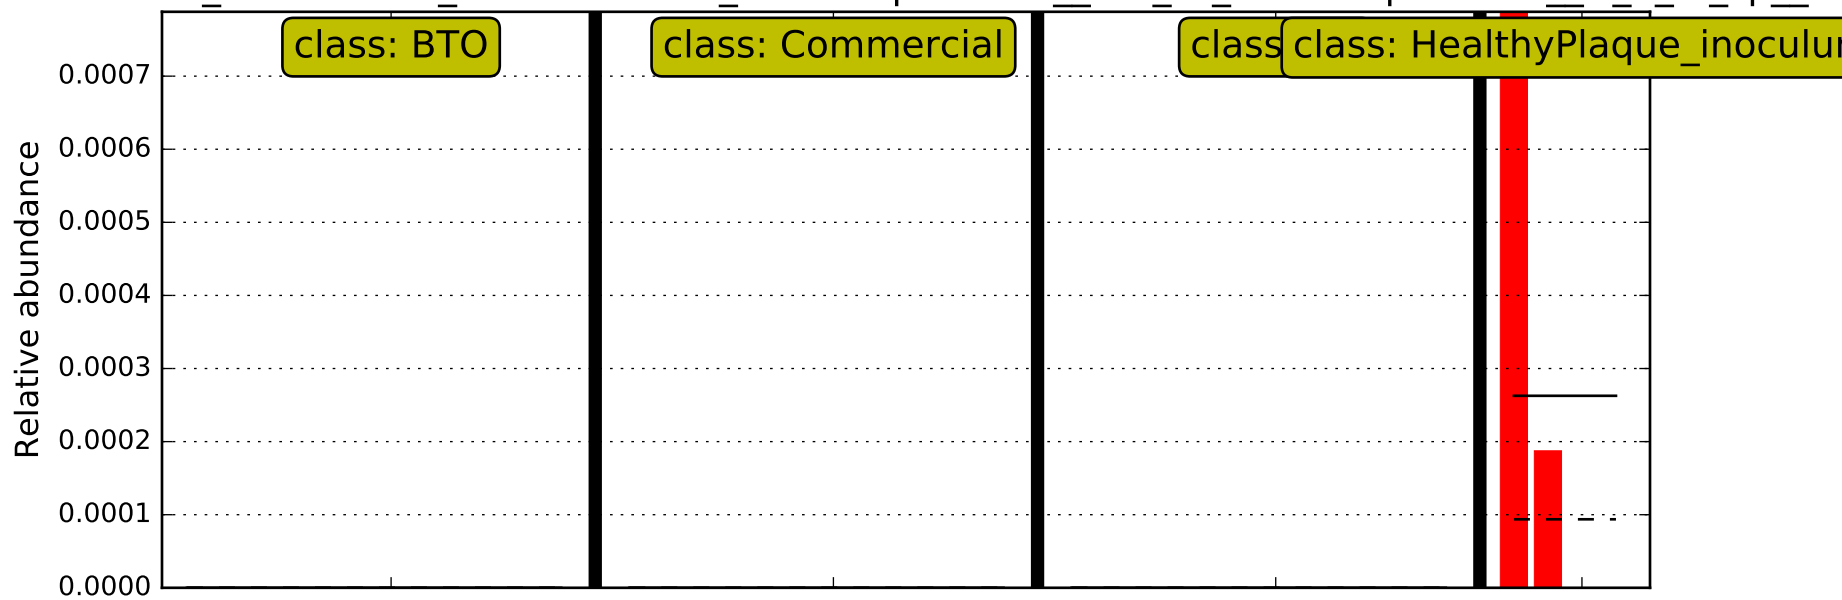 class: BTO
class: Commercial
class
class: HealthyPlaque_inoculu
0.0007
0.0006
0.0005
0.0004
0.0003
0.0002
0.0001
0.0000
Relative abundance